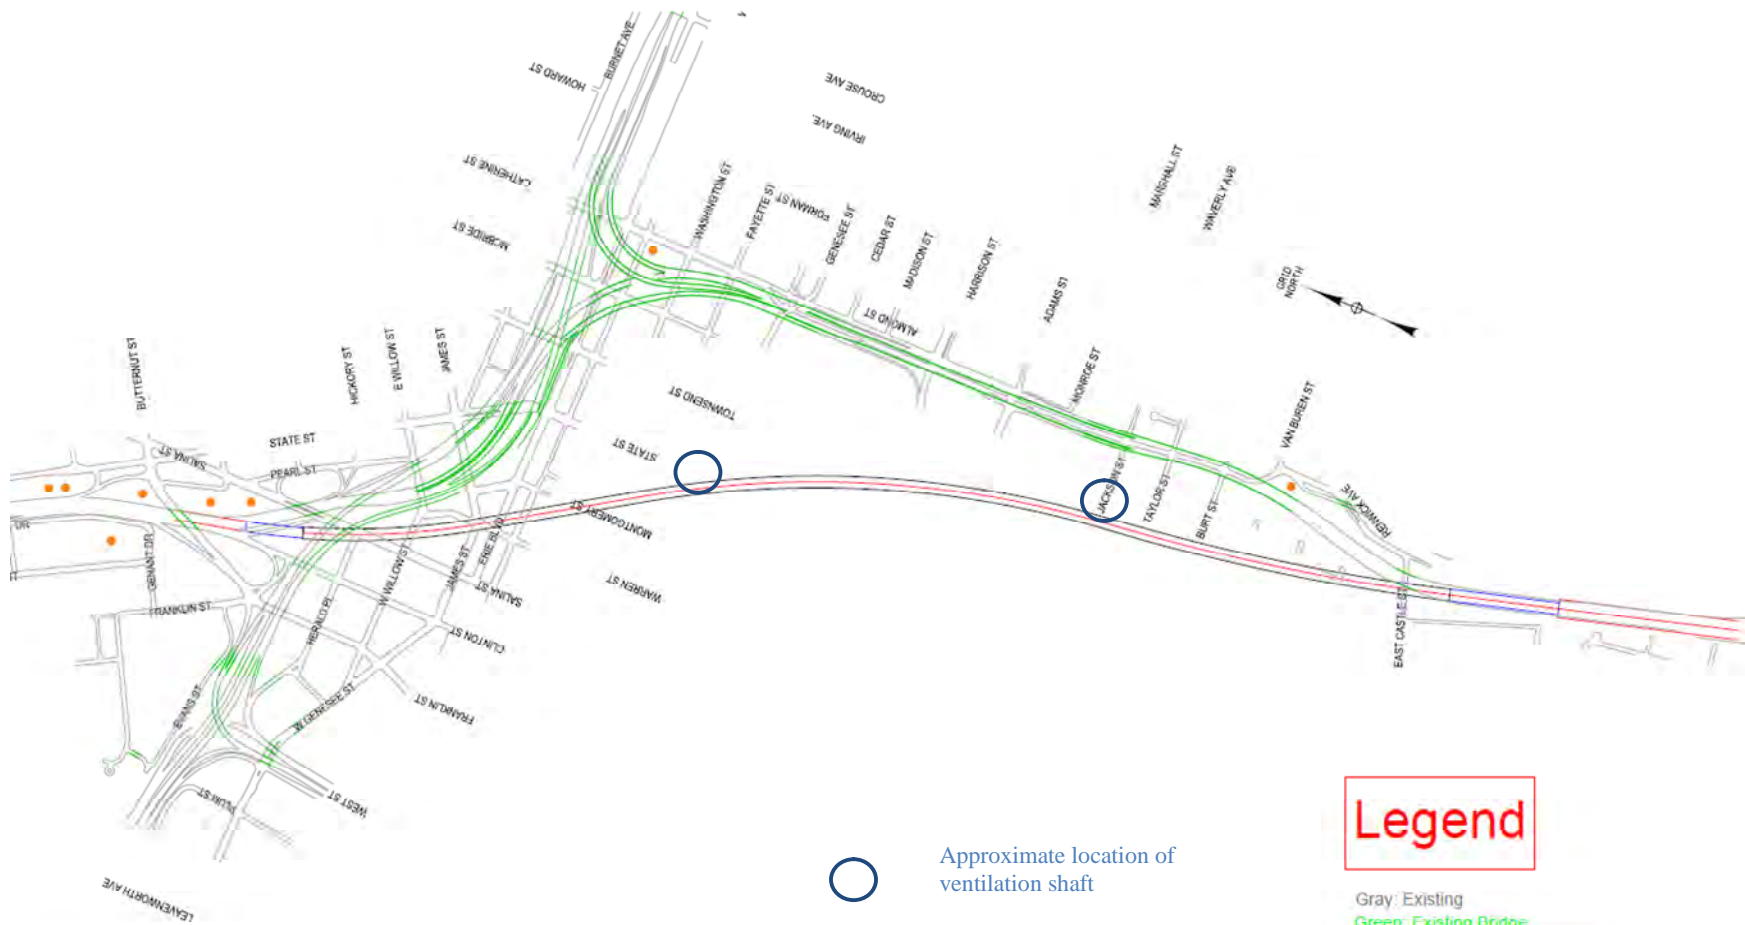 BURNET AVE
HOWARD ST
CROUSE AVE
IRVING AVE.
CATHERINE ST
MCBRIDE ST
WASHINGTON ST
FAYETTE ST
FORMAN ST
GENESEE ST
CEDAR ST
MADISON ST
HARRISON ST
ADAMS ST
MARSHALL ST
WAVERLY AVE
GRID
NORTH
ALMOND ST
MONROE ST
VAN BUREN ST
RENWICK AVE
BUTTERNUT ST
HICKORY ST
E WILLOW ST
JAMES ST
STATE ST
PEARL ST
SALINA ST
TOWNSEND ST
STATE ST
JACKSON ST
TAYLOR ST
BURT ST
MONTGOMERY ST
WARREN ST
DR
GENANT DR
W WILLOW ST
JAMES ST
ERIE BLVD
SALINA ST
FRANKLIN ST
HERALD PL
CLINTON ST
EAST CASTLE ST
EVANS ST
W GENESEE ST
FRANKLIN ST
PLUM ST
WEST ST
LEAVENWORTH AVE
Approximate location of
ventilation shaft
Legend
Gray: Existing
Green: Existing Bridge